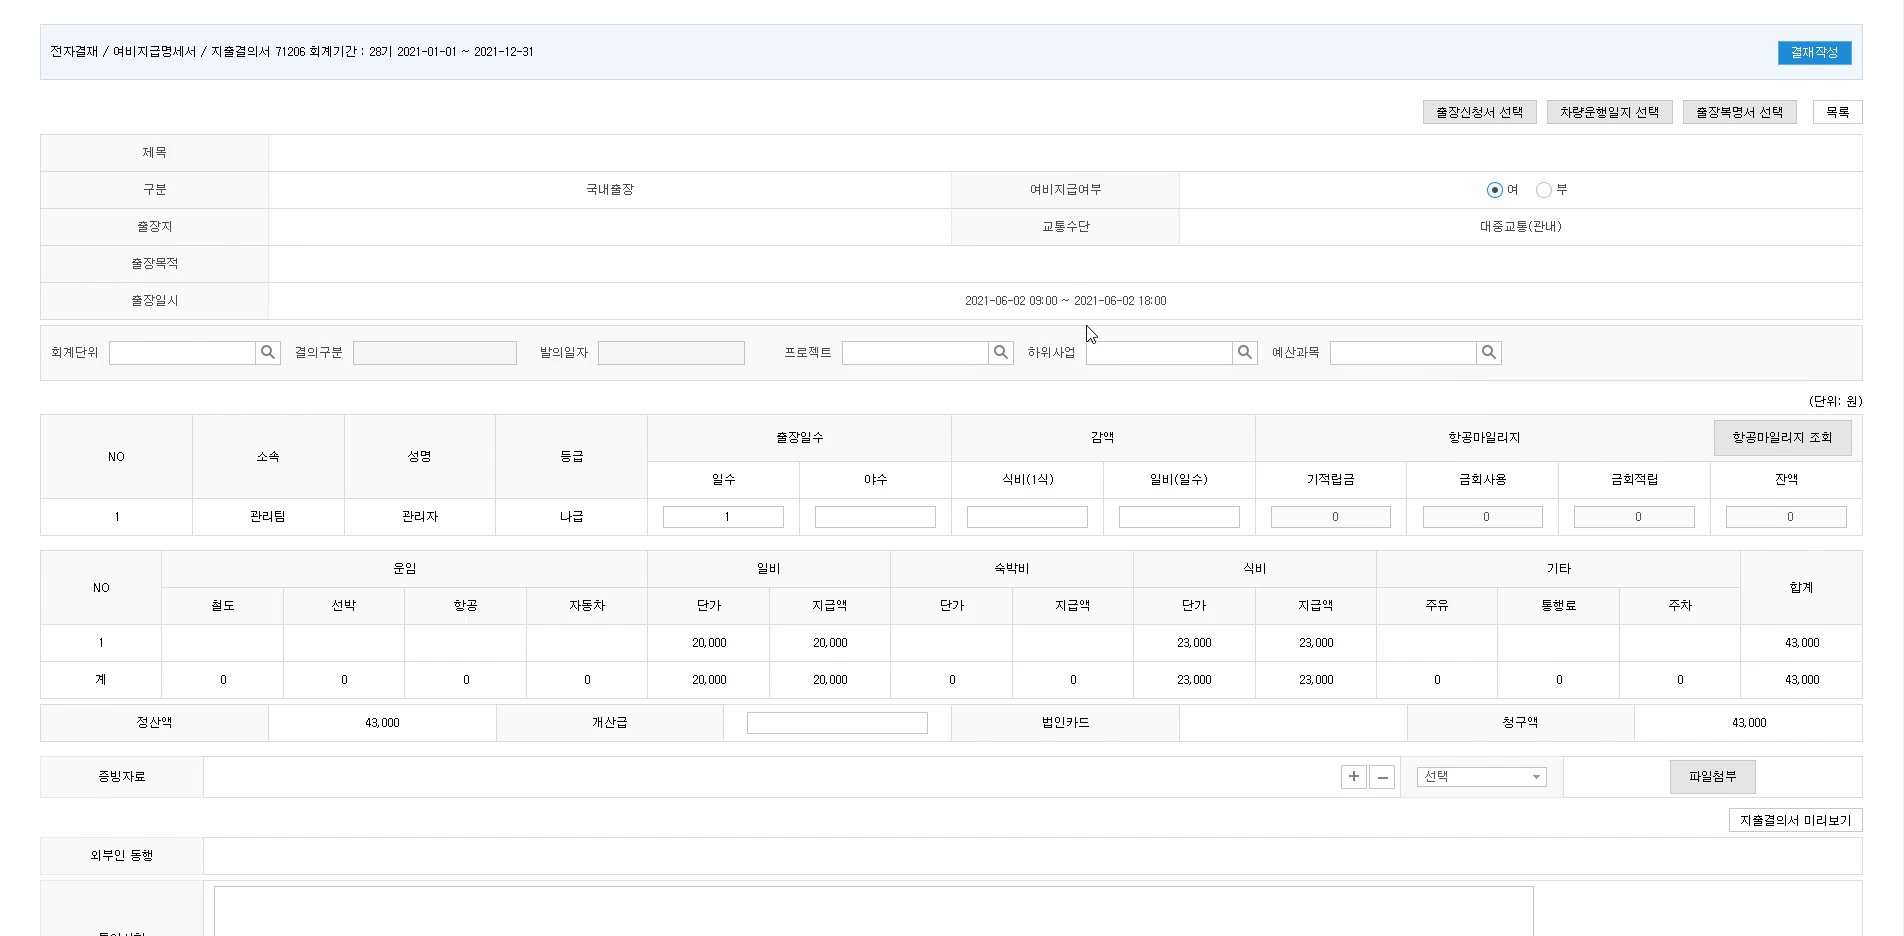 전자결재 / 여비지급명세서 / 지출결의서 71206 회계기간 : 28기 2021-01-01 ~ 2021-12-31
결재작성
출장신청서 선택 차량운행일지 선택 출장복명서 선택 목록
제목
구분 국내출장 여비지급여부 여 부
출장지 교통수단 대중교통(관내)
출장목적
출장일시 2021-06-02 09:00 ~ 2021-06-02 18:00
회계단위 결의구분 발의일자 프로젝트 하위사업 예산과목
(단위: 원)
NO 소속 성명 등급 출장일수 감액 항공마일리지 항공마일리지 조회
일수 야수 식비(1식) 일비(일수) 기적립금 금회사용 금회적립 잔액
1 관리팀 관리자 나급 1 0 0 0 0
NO 운임 일비 숙박비 식비 기타 합계
철도 선박 항공 자동차 단가 지급액 단가 지급액 단가 지급액 주유 통행료 주차
1 20,000 20,000 23,000 23,000 43,000
계 0 0 0 0 20,000 20,000 0 0 23,000 23,000 0 0 0 43,000
정산액 43,000 개산급 법인카드 청구액 43,000
증빙자료 + − 선택 파일첨부
지출결의서 미리보기
외부인 동행